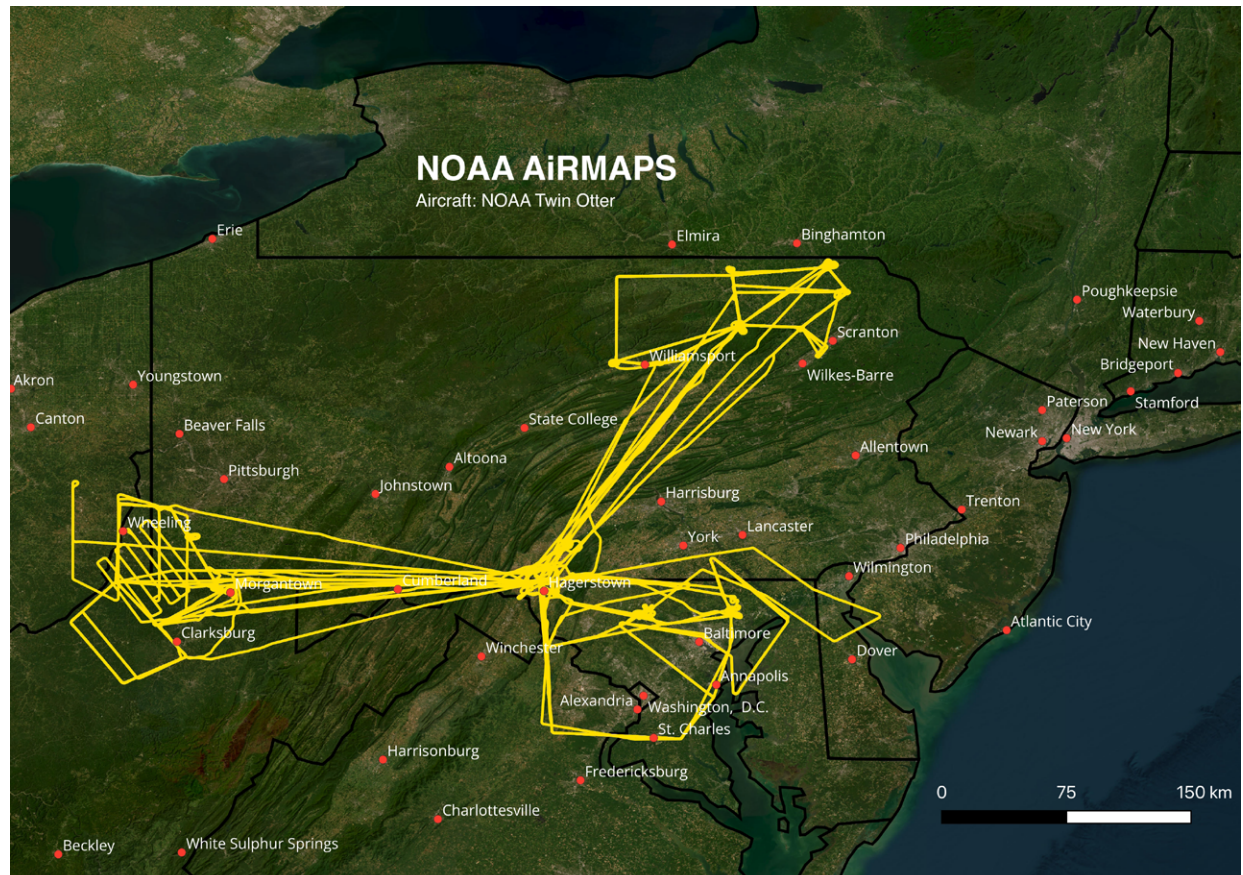 NOAA AiRMAPS
Aircraft: NOAA Twin Otter
Erie
Elmira
Binghamton
Poughkeepsie
Waterbury
New Haven
Bridgeport
Stamford
Scranton
Williamsport
Wilkes-Barre
Akron
Youngstown
Canton
Beaver Falls
State College
Paterson
Newark
New York
Allentown
Altoona
Pittsburgh
Johnstown
Harrisburg
Trenton
Wheeling
York
Lancaster
Philadelphia
Wilmington
Morgantown
Cumberland
Hagerstown
Clarksburg
Baltimore
Atlantic City
Winchester
Dover
Annapolis
Alexandria
Washington, D.C.
St. Charles
Harrisonburg
Fredericksburg
0 75 150 km
Charlottesville
Beckley
White Sulphur Springs